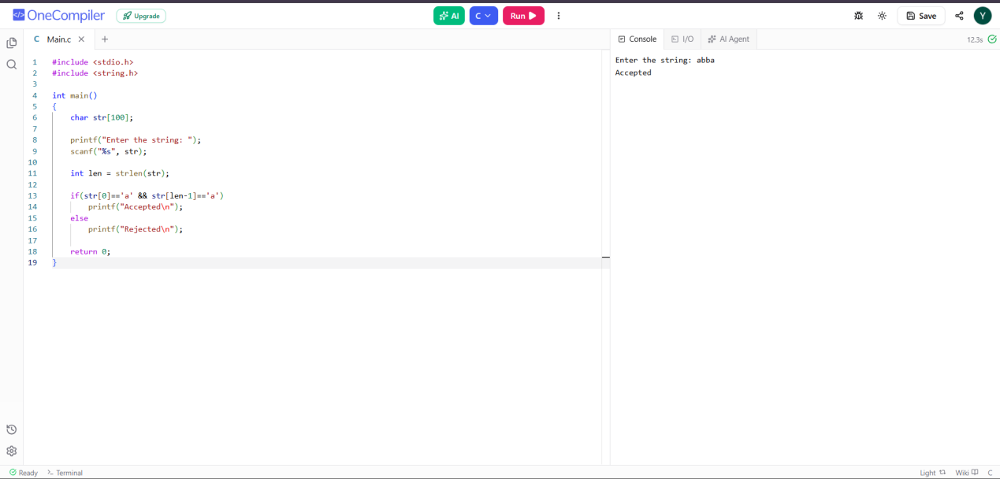 OneCompiler Upgrade AI C Run Save Y
C Main.c Console I/O AI Agent 12.3s
1 #include <stdio.h>
2 #include <string.h>
3
4 int main()
5 {
6     char str[100];
7
8     printf("Enter the string: ");
9     scanf("%s", str);
10
11     int len = strlen(str);
12
13     if(str[0]=='a' && str[len-1]=='a')
14         printf("Accepted\n");
15     else
16         printf("Rejected\n");
17
18     return 0;
19 }
Enter the string: abba
Accepted
Ready Terminal Light Wiki C